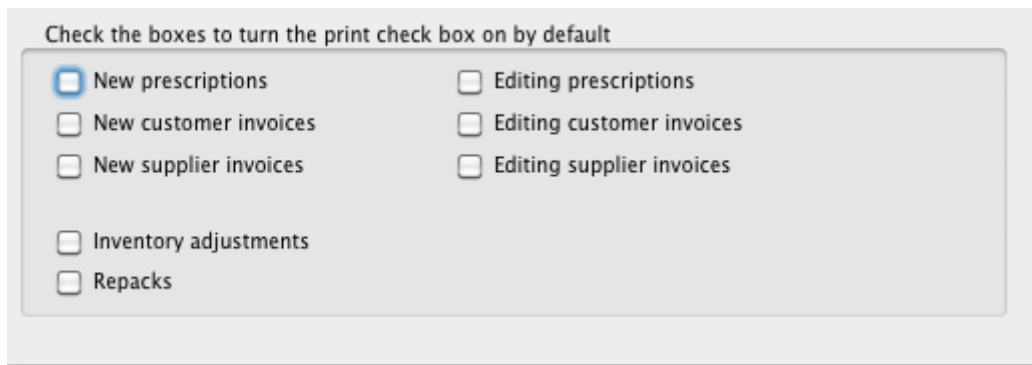 Check the boxes to turn the print check box on by default
New prescriptions Editing prescriptions
New customer invoices Editing customer invoices
New supplier invoices Editing supplier invoices
Inventory adjustments
Repacks